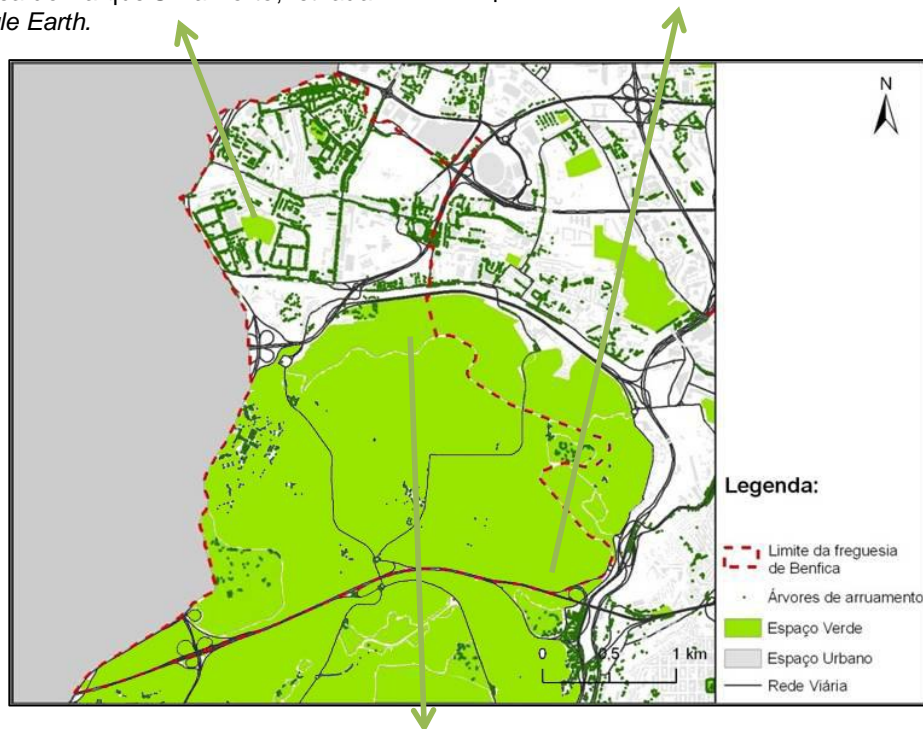 Earth.
N
Legenda:
Limite da freguesia
de Benfica
Árvores de arruamento
Espaço Verde
Espaço Urbano
Rede Viária
0 0,5 1 km